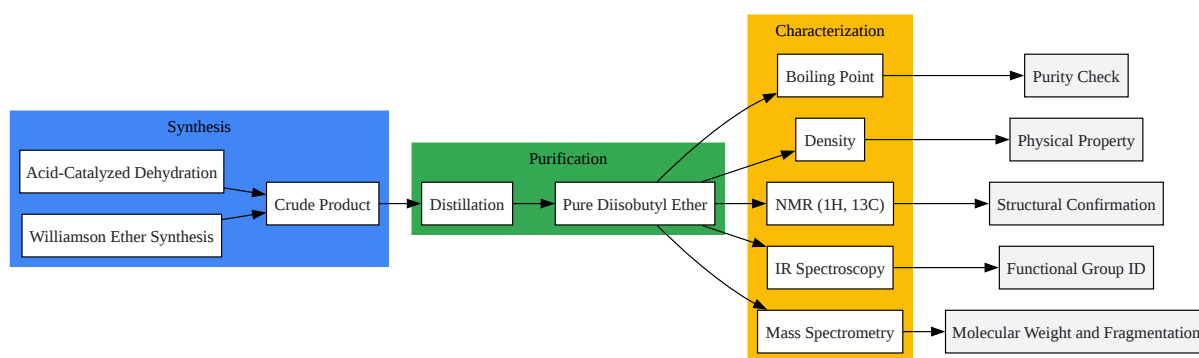 Synthesis
Acid-Catalyzed Dehydration
Williamson Ether Synthesis
Crude Product
Purification
Distillation
Pure Diisobutyl Ether
Characterization
Boiling Point
Density
NMR (1H, 13C)
IR Spectroscopy
Mass Spectrometry
Purity Check
Physical Property
Structural Confirmation
Functional Group ID
Molecular Weight and Fragmentation